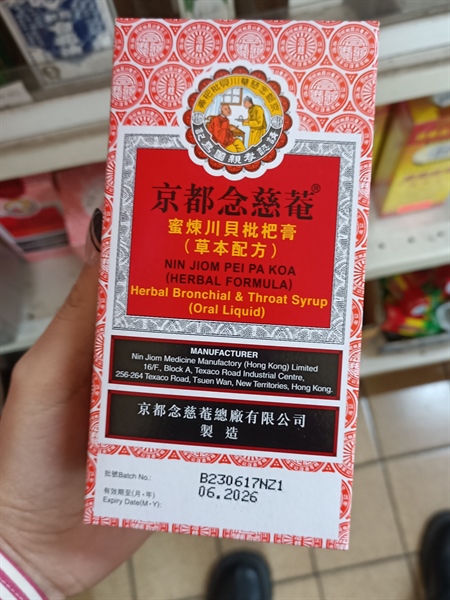 京都念慈菴®
蜜煉川貝枇杷膏
(草本配方)
NIN JIOM PEI PA KOA
(HERBAL FORMULA)
Herbal Bronchial & Throat Syrup
(Oral Liquid)
MANUFACTURER
Nin Jiom Medicine Manufactory (Hong Kong) Limited
16/F., Block A, Texaco Road Industrial Centre,
256-264 Texaco Road, Tsuen Wan, New Territories, Hong Kong.
京都念慈菴總廠有限公司
製造
批號Batch No.: B230617NZ1
有效期至(月-年) 06.2026
Expiry Date(M-Y):